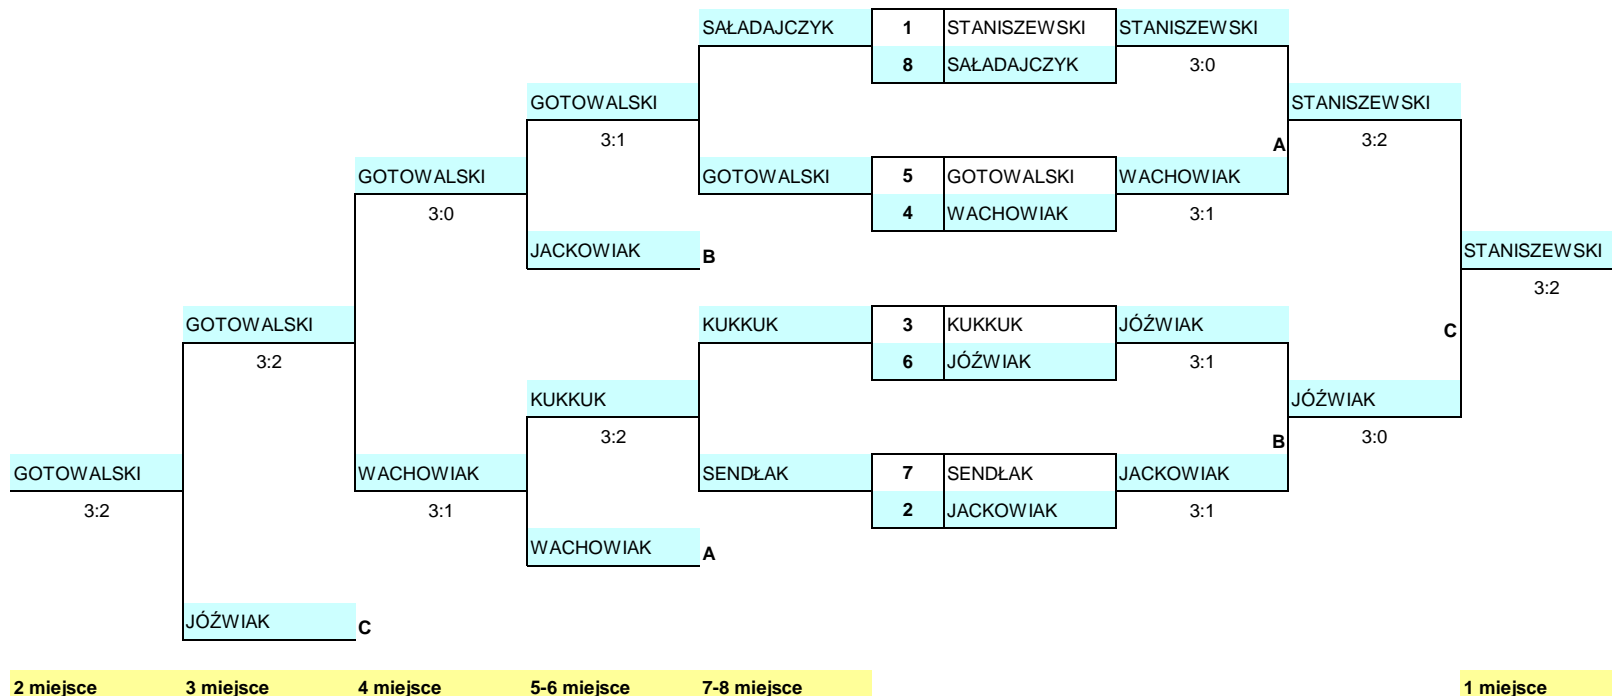 SAŁADAJCZYK 1 STANISZEWSKI STANISZEWSKI
8 SAŁADAJCZYK 3:0
GOTOWALSKI STANISZEWSKI
3:1 A 3:2
GOTOWALSKI GOTOWALSKI 5 GOTOWALSKI WACHOWIAK
3:0 4 WACHOWIAK 3:1
JACKOWIAK B STANISZEWSKI
3:2
GOTOWALSKI KUKKUK 3 KUKKUK JÓŹWIAK C
3:2 6 JÓŹWIAK 3:1
KUKKUK JÓŹWIAK
3:2 B 3:0
GOTOWALSKI WACHOWIAK SENDŁAK 7 SENDŁAK JACKOWIAK
3:2 3:1 2 JACKOWIAK 3:1
WACHOWIAK A
JÓŹWIAK C
2 miejsce 3 miejsce 4 miejsce 5-6 miejsce 7-8 miejsce 1 miejsce